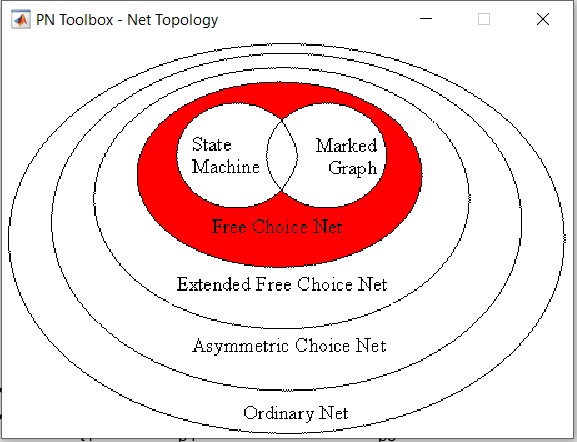 PN Toolbox - Net Topology
State
Machine
Marked
Graph
Free Choice Net
Extended Free Choice Net
Asymmetric Choice Net
Ordinary Net